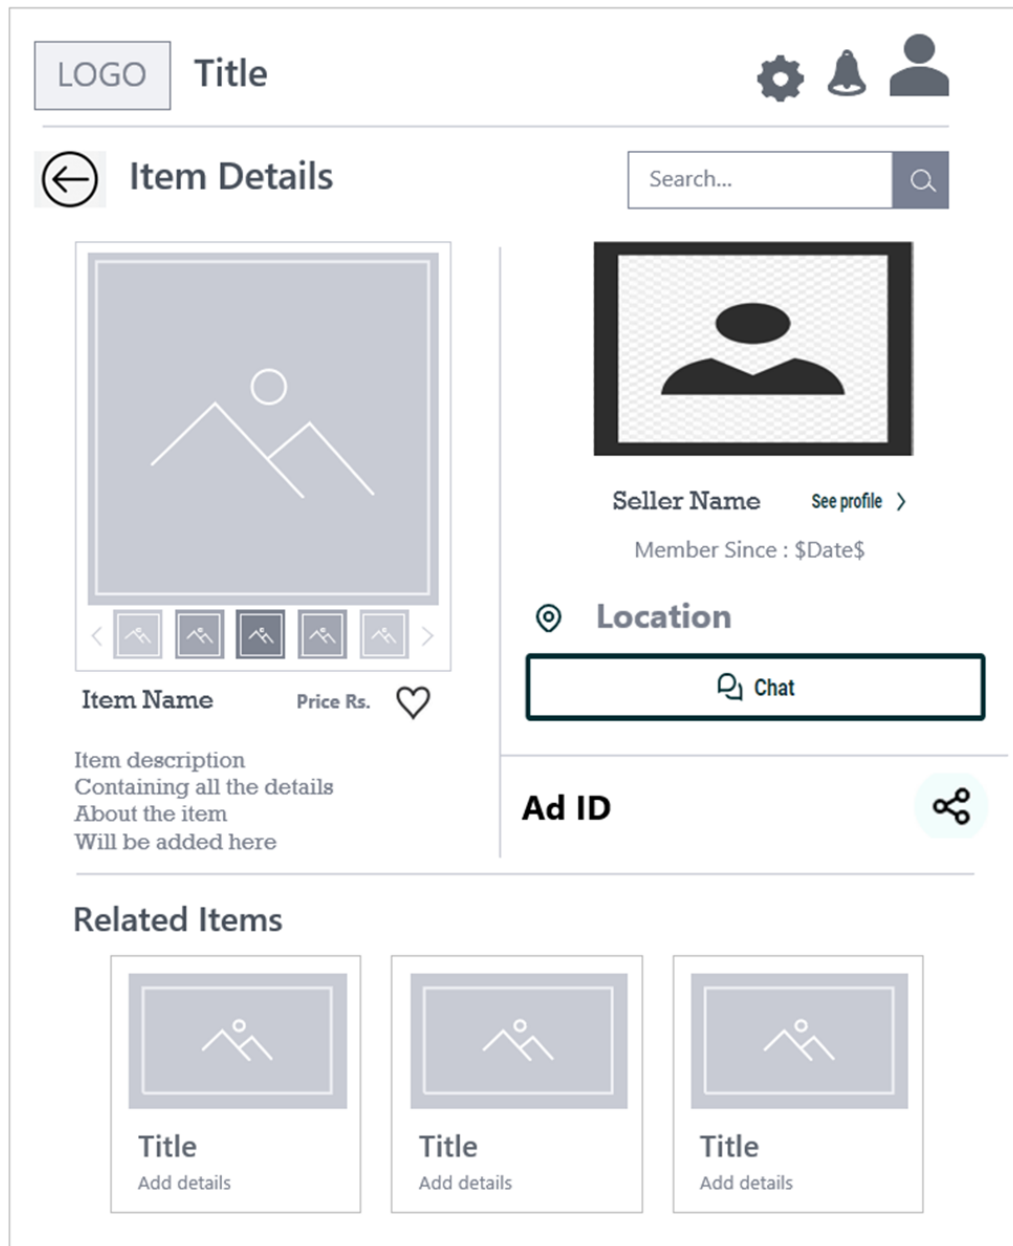 LOGO
Title
Item Details
Search...
Seller Name
See profile
Member Since : $Date$
Location
Chat
Item Name
Price Rs.
Item description
Containing all the details
About the item
Will be added here
Ad ID
Related Items
Title
Add details
Title
Add details
Title
Add details